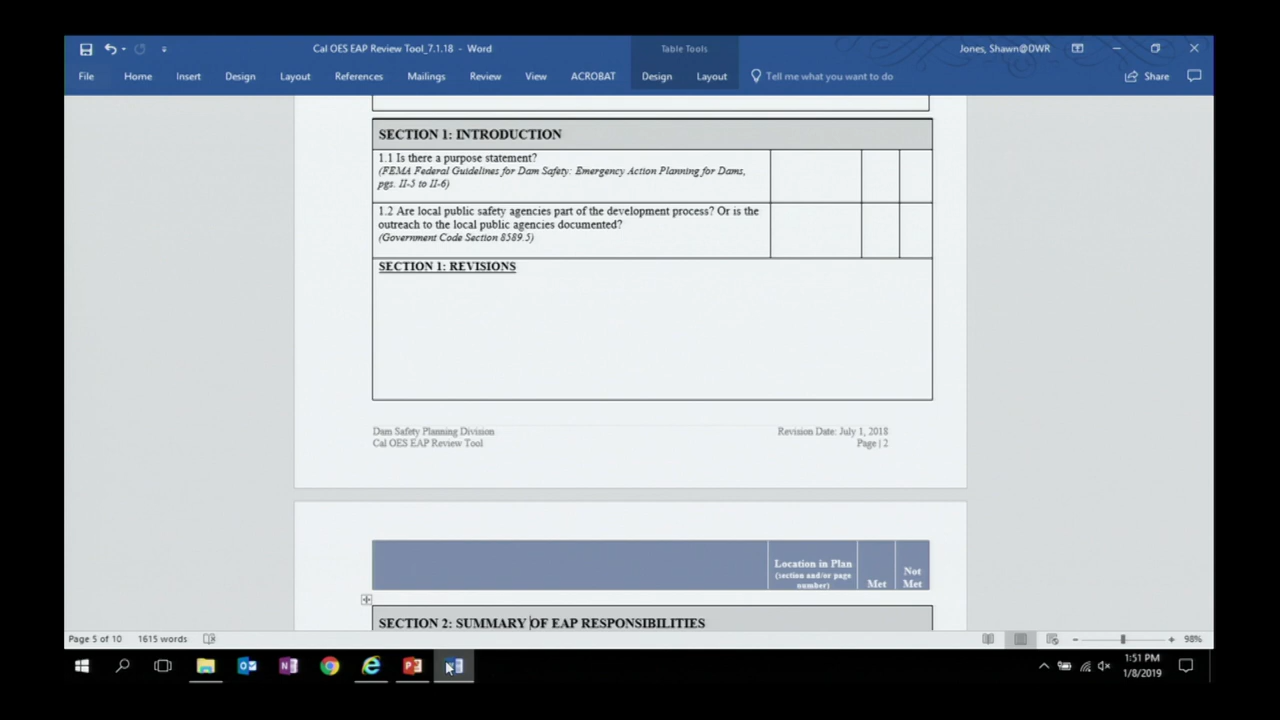 Cal OES EAP Review Tool_7.1.18 - Word
Table Tools
Jones, Shawn@DWR
File Home Insert Design Layout References Mailings Review View ACROBAT Design Layout Tell me what you want to do Share
SECTION 1: INTRODUCTION
1.1 Is there a purpose statement?
(FEMA Federal Guidelines for Dam Safety: Emergency Action Planning for Dams,
pgs. II-5 to II-6)
1.2 Are local public safety agencies part of the development process? Or is the
outreach to the local public agencies documented?
(Government Code Section 8589.5)
SECTION 1: REVISIONS
Dam Safety Planning Division
Cal OES EAP Review Tool
Revision Date: July 1, 2018
Page | 2
Location in Plan
(section and/or page
number)
Met
Not
Met
SECTION 2: SUMMARY OF EAP RESPONSIBILITIES
Page 5 of 10 1615 words
98%
1:51 PM
1/8/2019